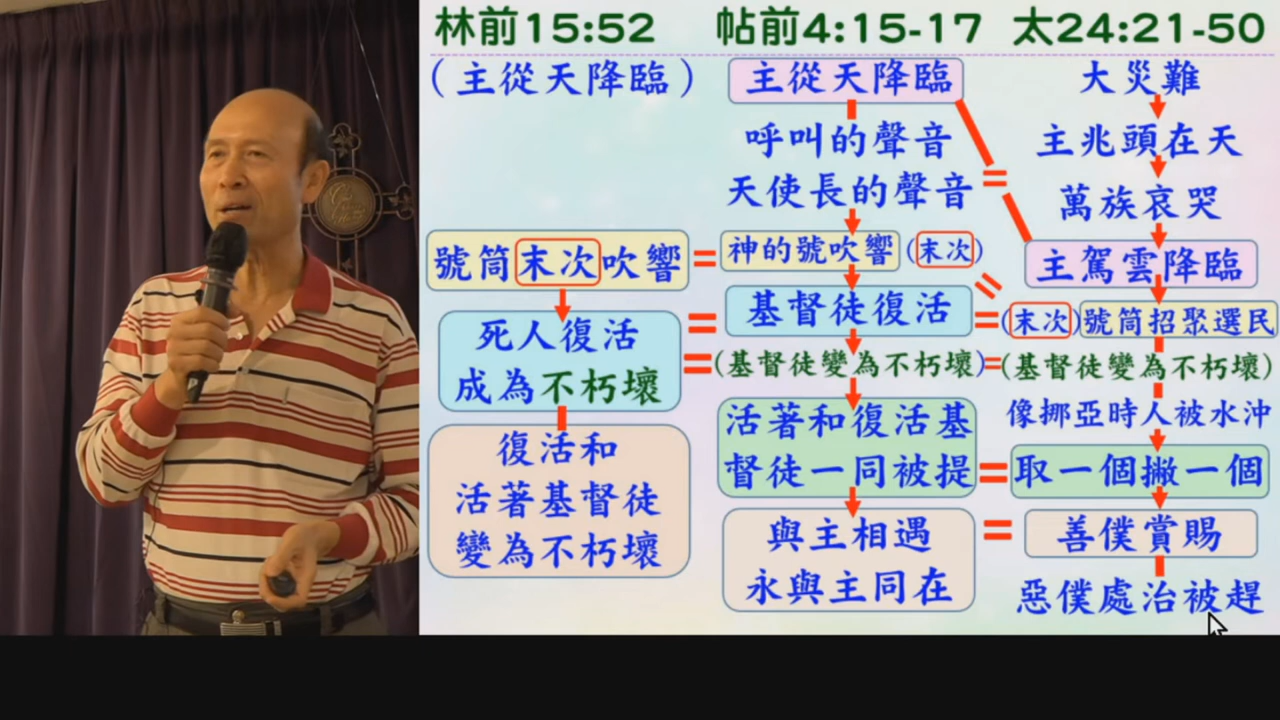 林前15:52
(主從天降臨)
號筒末次吹響
死人復活
成為不朽壞
復活和
活著基督徒
變為不朽壞
帖前4:15-17
主從天降臨
呼叫的聲音
天使長的聲音
神的號吹響 (末次)
基督徒復活
(基督徒變為不朽壞)
活著和復活基
督徒一同被提
與主相遇
永與主同在
太24:21-50
大災難
主兆頭在天
萬族哀哭
主駕雲降臨
(末次)號筒招聚選民
(基督徒變為不朽壞)
像挪亞時人被水沖
取一個撇一個
善僕賞賜
惡僕處治被趕